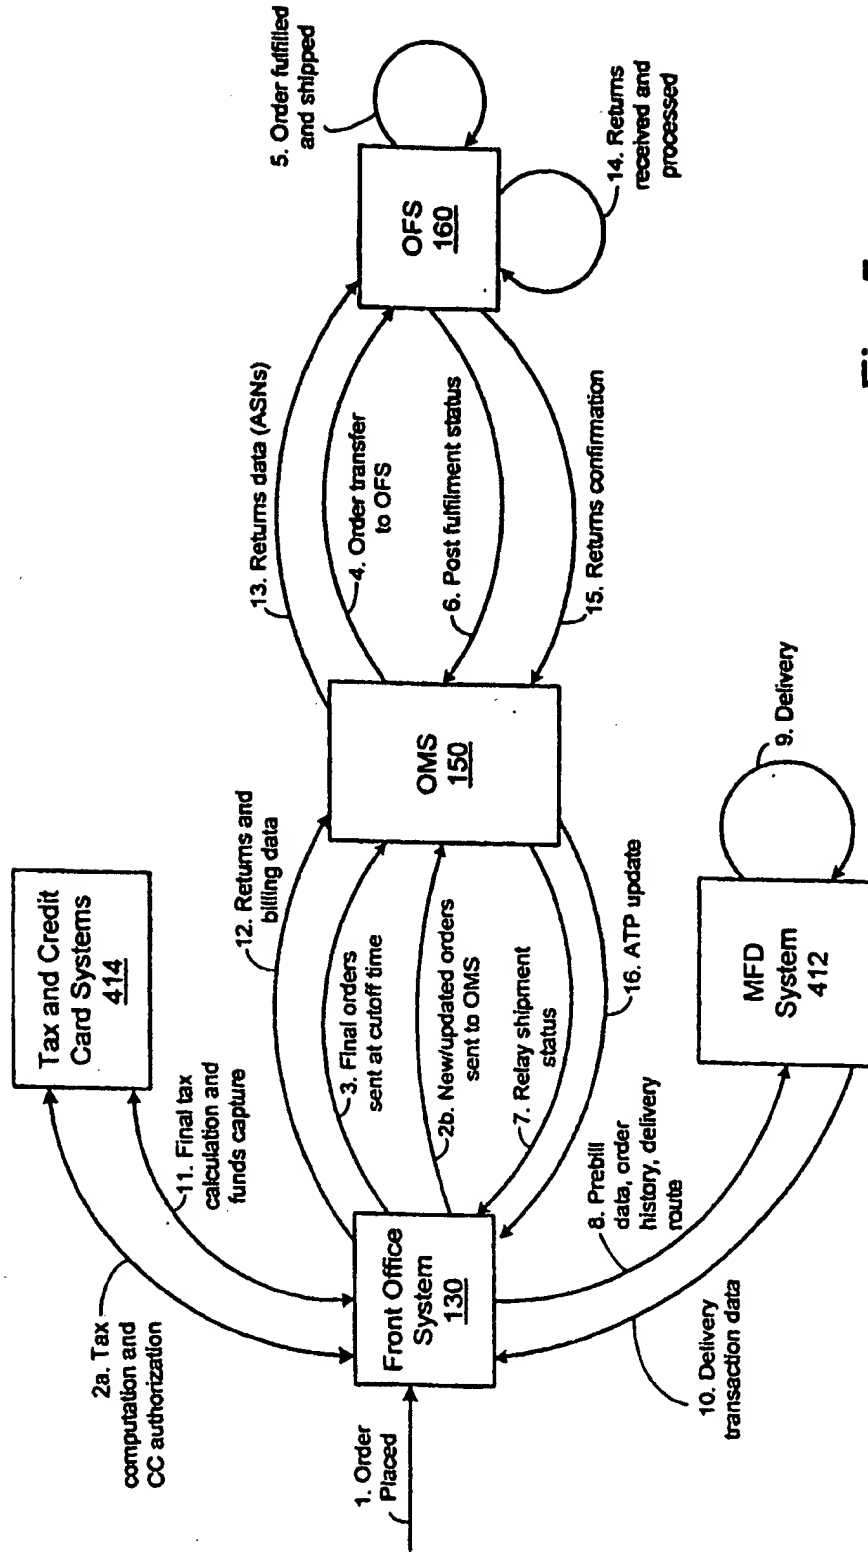 1. Order
Placed
2a. Tax
computation and
CC authorization
11. Final tax
calculation and
funds capture
Tax and Credit
Card Systems
414
Front Office
System
130
12. Returns and
billing data
3. Final orders
sent at cutoff time
2b. New/updated orders
sent to OMS
7. Relay shipment
status
16. ATP update
8. Prebill
data, order
history, delivery
route
10. Delivery
transaction data
MFD
System
412
9. Delivery
OMS
150
13. Returns data (ASNs)
4. Order transfer
to OFS
6. Post fulfilment status
15. Returns confirmation
OFS
160
5. Order fulfilled
and shipped
14. Returns
received and
processed